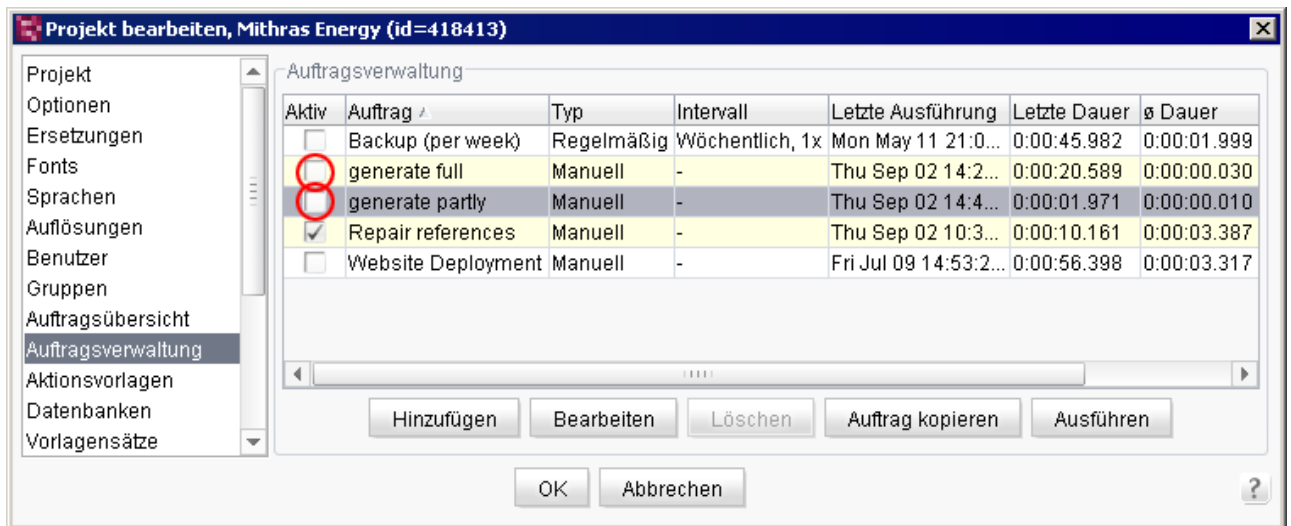 Projekt bearbeiten, Mithras Energy (id=418413)
Projekt
Optionen
Ersetzungen
Fonts
Sprachen
Auflösungen
Benutzer
Gruppen
Auftragsübersicht
Auftragsverwaltung
Aktionsvorlagen
Datenbanken
Vorlagensätze
Auftragsverwaltung
Aktiv Auftrag Typ Intervall Letzte Ausführung Letzte Dauer ø Dauer
Backup (per week) Regelmäßig Wöchentlich, 1x Mon May 11 21:0... 0:00:45.982 0:00:01.999
generate full Manuell - Thu Sep 02 14:2... 0:00:20.589 0:00:00.030
generate partly Manuell - Thu Sep 02 14:4... 0:00:01.971 0:00:00.010
Repair references Manuell - Thu Sep 02 10:3... 0:00:10.161 0:00:03.387
Website Deployment Manuell - Fri Jul 09 14:53:2... 0:00:56.398 0:00:03.317
Hinzufügen Bearbeiten Löschen Auftrag kopieren Ausführen
OK Abbrechen ?